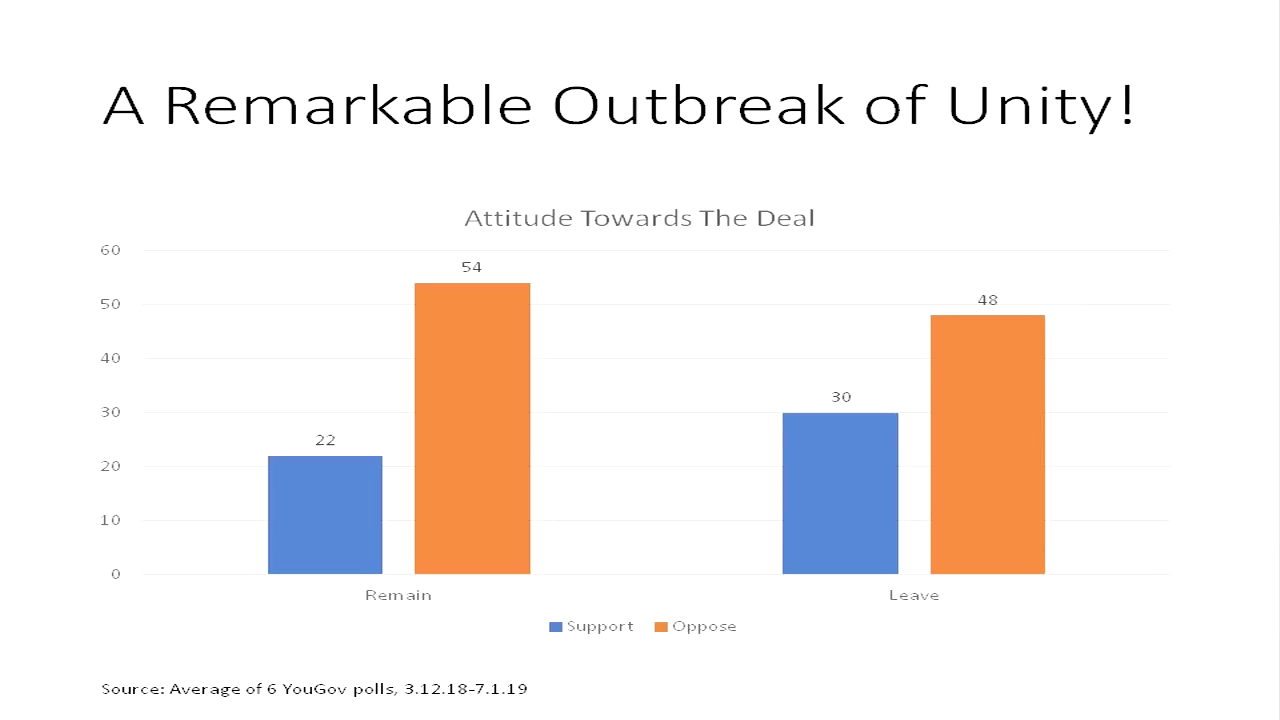 A Remarkable Outbreak of Unity!
Attitude Towards The Deal
60
54
50
48
40
30
30
22
20
10
0
Remain Leave
Support Oppose
Source: Average of 6 YouGov polls, 3.12.18-7.1.19